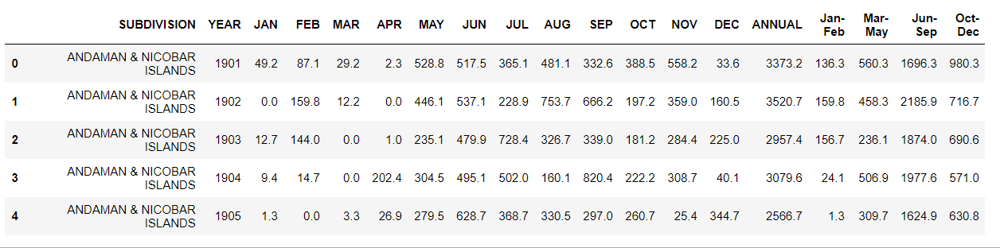 SUBDIVISION YEAR JAN FEB MAR APR MAY JUN JUL AUG SEP OCT NOV DEC ANNUAL Jan-Feb Mar-May Jun-Sep Oct-Dec
0 ANDAMAN & NICOBAR ISLANDS 1901 49.2 87.1 29.2 2.3 528.8 517.5 365.1 481.1 332.6 388.5 558.2 33.6 3373.2 136.3 560.3 1696.3 980.3
1 ANDAMAN & NICOBAR ISLANDS 1902 0.0 159.8 12.2 0.0 446.1 537.1 228.9 753.7 666.2 197.2 359.0 160.5 3520.7 159.8 458.3 2185.9 716.7
2 ANDAMAN & NICOBAR ISLANDS 1903 12.7 144.0 0.0 1.0 235.1 479.9 728.4 326.7 339.0 181.2 284.4 225.0 2957.4 156.7 236.1 1874.0 690.6
3 ANDAMAN & NICOBAR ISLANDS 1904 9.4 14.7 0.0 202.4 304.5 495.1 502.0 160.1 820.4 222.2 308.7 40.1 3079.6 24.1 506.9 1977.6 571.0
4 ANDAMAN & NICOBAR ISLANDS 1905 1.3 0.0 3.3 26.9 279.5 628.7 368.7 330.5 297.0 260.7 25.4 344.7 2566.7 1.3 309.7 1624.9 630.8